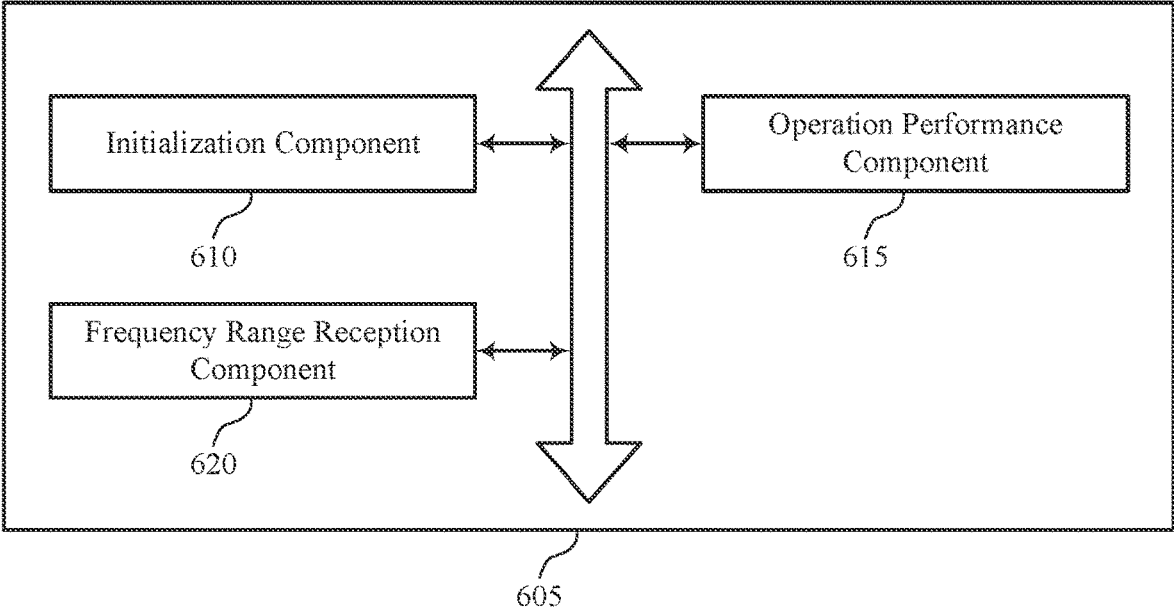 Initialization Component
610
Operation Performance
Component
615
Frequency Range Reception
Component
620
605